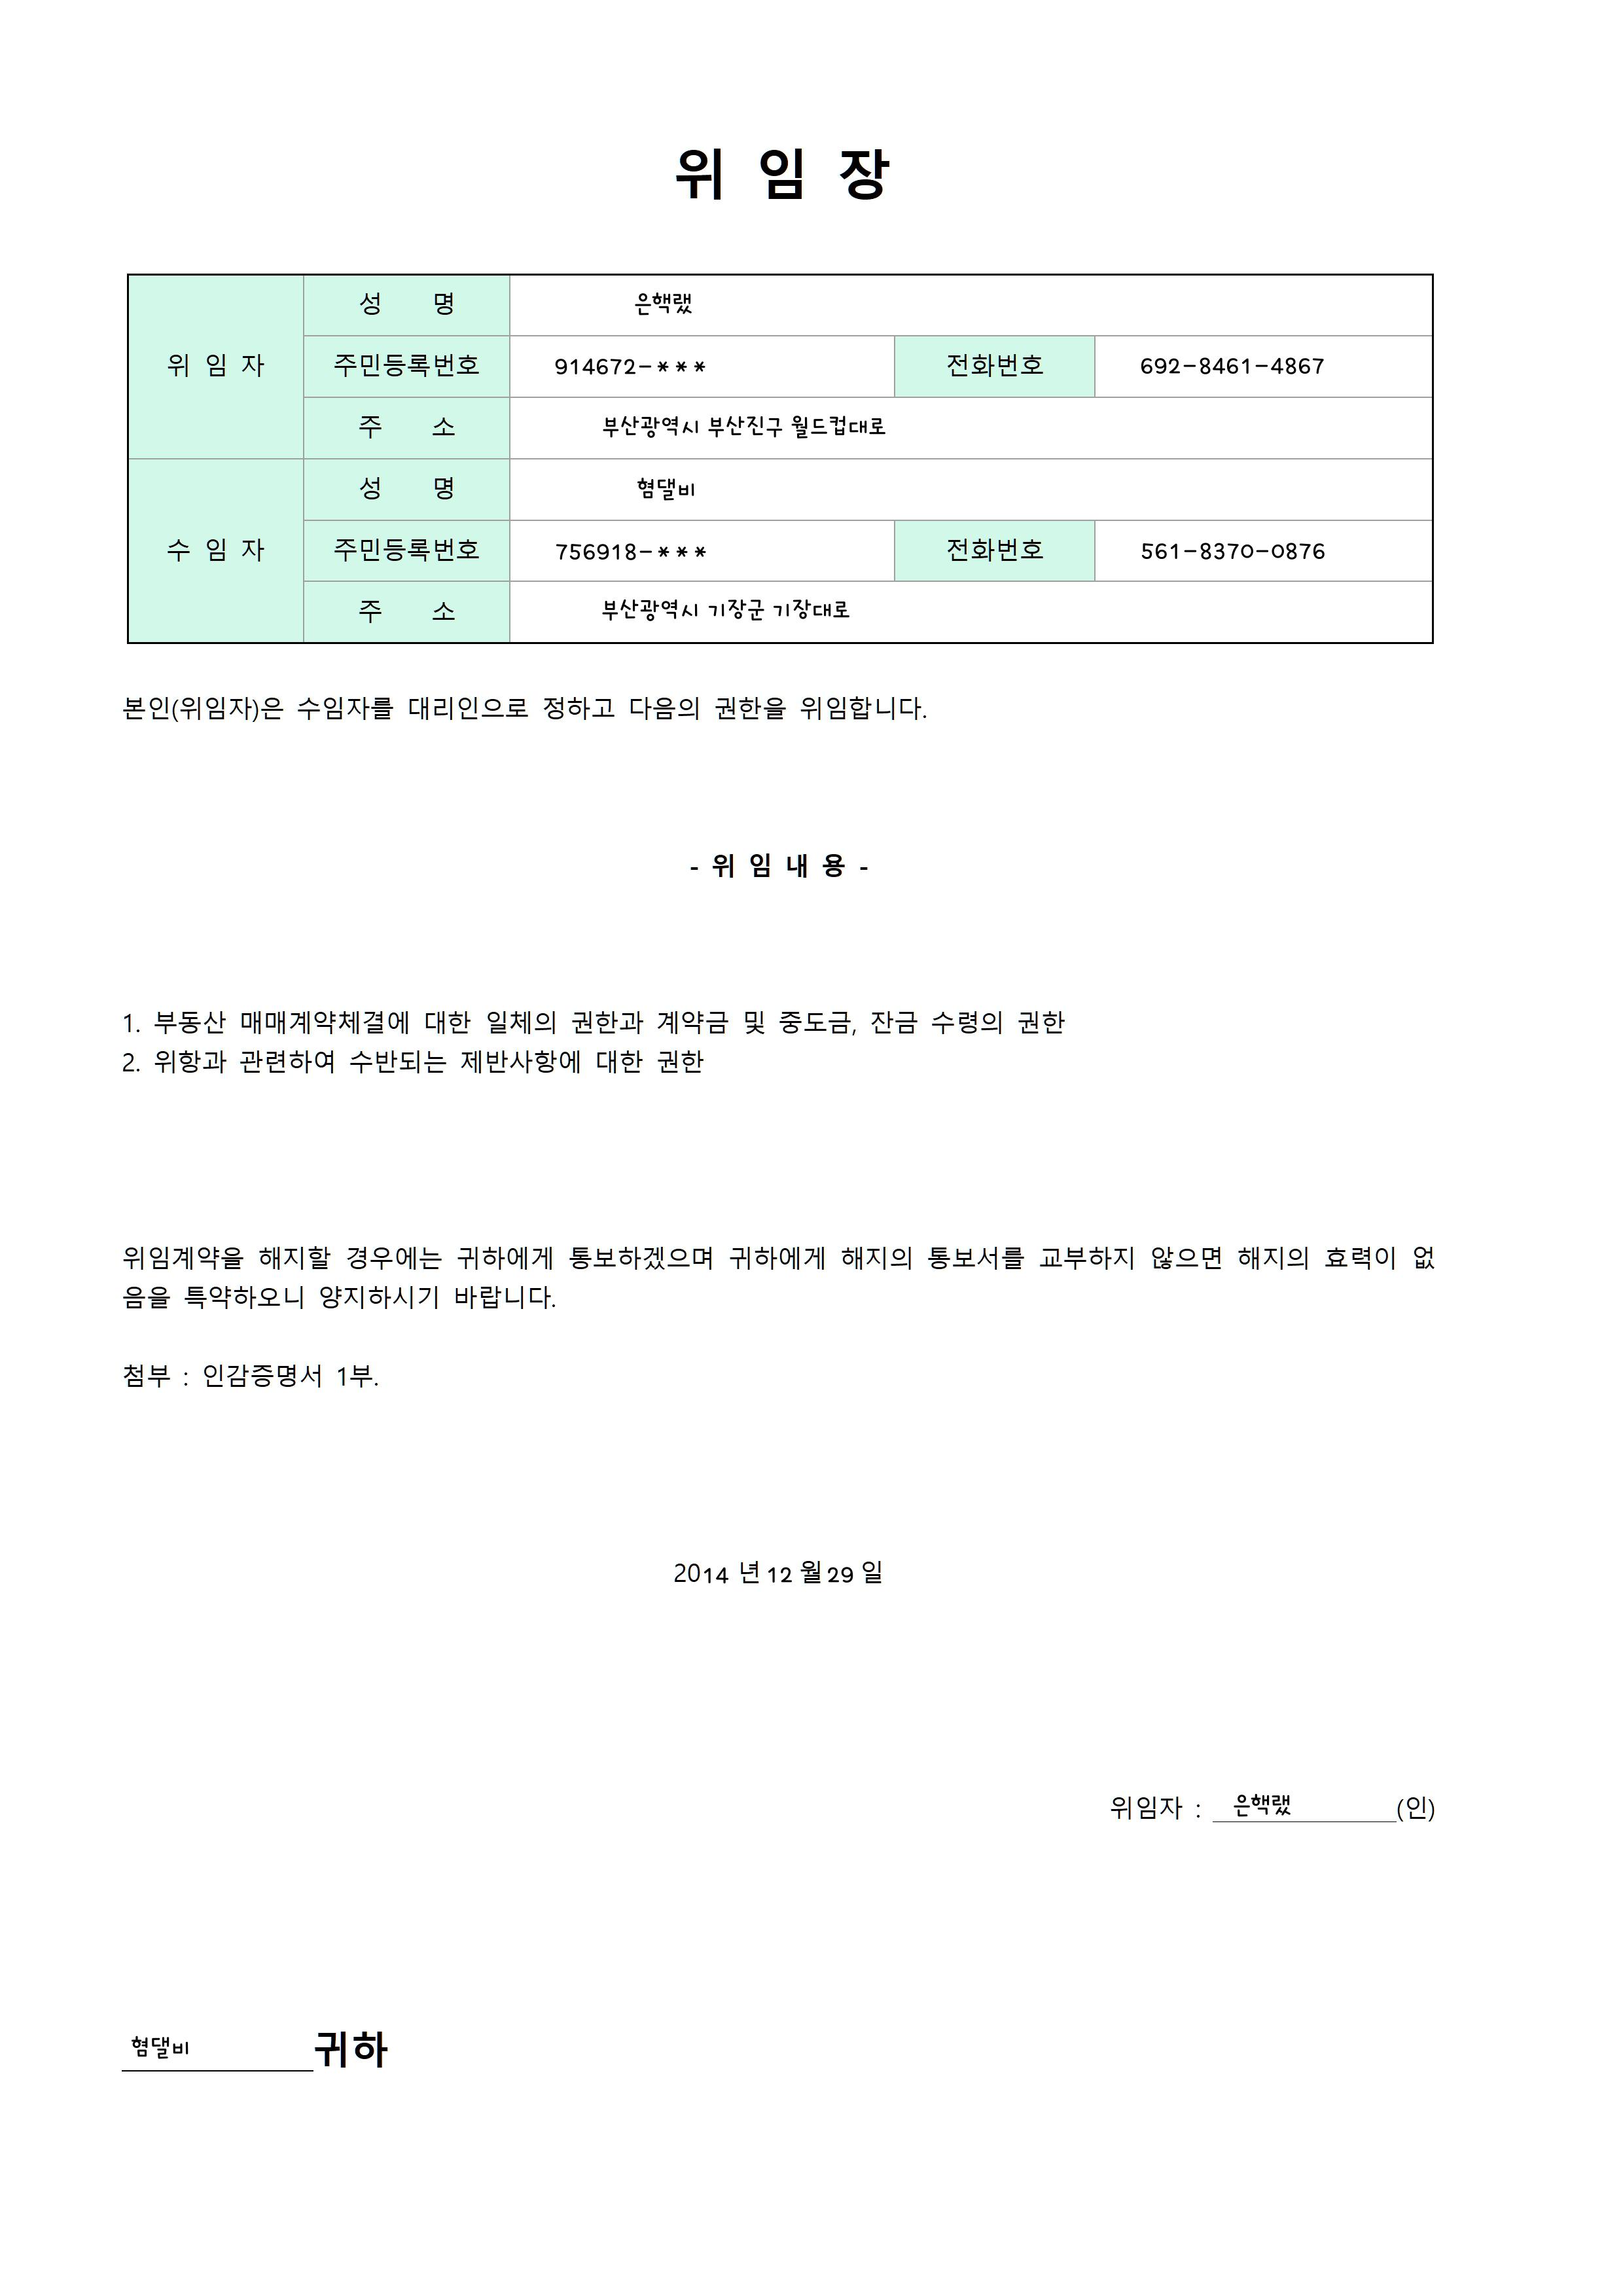 위 임 장
위 임 자
성 명 은핵랬
주민등록번호 914672-*** 전화번호 692-8461-4867
주 소 부산광역시 부산진구 월드컵대로
수 임 자
성 명 혐댈비
주민등록번호 756918-*** 전화번호 561-8370-0876
주 소 부산광역시 기장군 기장대로
본인(위임자)은 수임자를 대리인으로 정하고 다음의 권한을 위임합니다.
- 위 임 내 용 -
1. 부동산 매매계약체결에 대한 일체의 권한과 계약금 및 중도금, 잔금 수령의 권한
2. 위항과 관련하여 수반되는 제반사항에 대한 권한
위임계약을 해지할 경우에는 귀하에게 통보하겠으며 귀하에게 해지의 통보서를 교부하지 않으면 해지의 효력이 없
음을 특약하오니 양지하시기 바랍니다.
첨부 : 인감증명서 1부.
2014 년 12 월 29 일
위임자 : 은핵랬 (인)
혐댈비 귀하